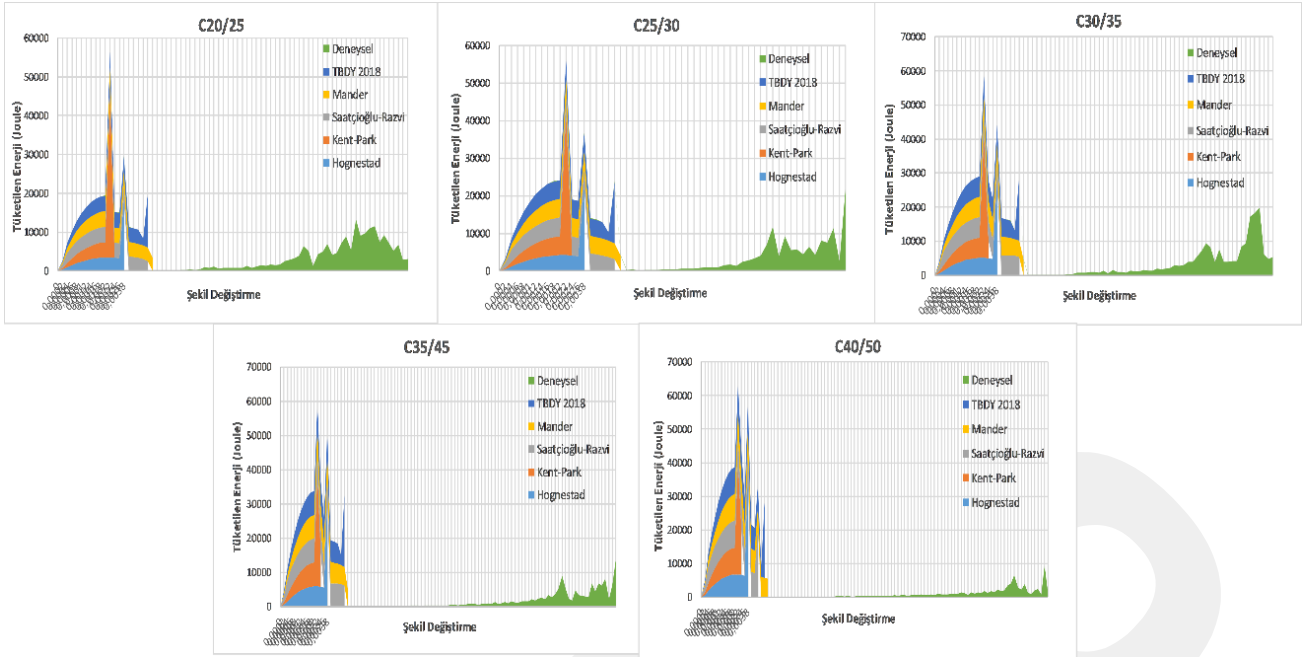 C20/25
60000
50000
40000
30000
20000
10000
0
Tüketilen Enerji (Joule)
Şekil Değiştirme
Deneysel
TBDY 2018
Mander
Saatçioğlu-Razvi
Kent-Park
Hognestad
C25/30
60000
50000
40000
30000
20000
10000
0
Tüketilen Enerji (Joule)
Şekil Değiştirme
Deneysel
TBDY 2018
Mander
Saatçioğlu-Razvi
Kent-Park
Hognestad
C30/35
70000
60000
50000
40000
30000
20000
10000
0
Tüketilen Enerji (Joule)
Şekil Değiştirme
Deneysel
TBDY 2018
Mander
Saatçioğlu-Razvi
Kent-Park
Hognestad
C35/45
70000
60000
50000
40000
30000
20000
10000
0
Tüketilen Enerji (Joule)
Şekil Değiştirme
Deneysel
TBDY 2018
Mander
Saatçioğlu-Razvi
Kent-Park
Hognestad
C40/50
70000
60000
50000
40000
30000
20000
10000
0
Tüketilen Enerji (Joule)
Şekil Değiştirme
Deneysel
TBDY 2018
Mander
Saatçioğlu-Razvi
Kent-Park
Hognestad